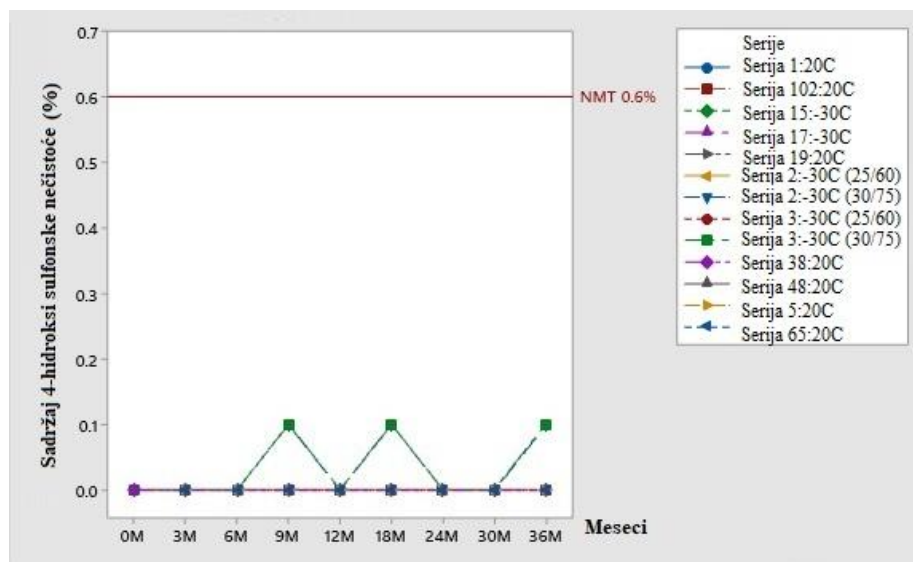 0.7
0.6
0.5
0.4
0.3
0.2
0.1
0.0
Sadržaj 4-hidroksi sulfonske nečistoće (%)
NMT 0.6%
0M 3M 6M 9M 12M 18M 24M 30M 36M
Meseci
Serije
Serija 1:20C
Serija 102:20C
Serija 15:-30C
Serija 17:-30C
Serija 19:20C
Serija 2:-30C (25/60)
Serija 2:-30C (30/75)
Serija 3:-30C (25/60)
Serija 3:-30C (30/75)
Serija 38:20C
Serija 48:20C
Serija 5:20C
Serija 65:20C